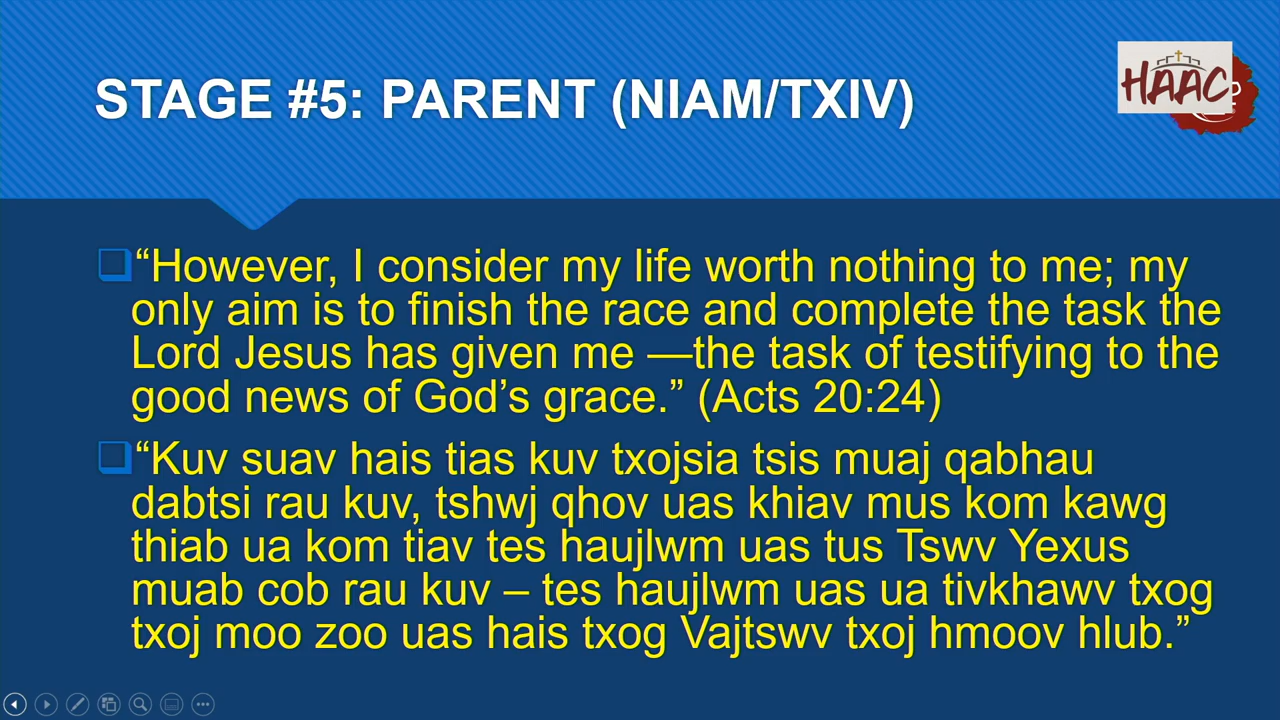 STAGE #5: PARENT (NIAM/TXIV)
HAAC
“However, I consider my life worth nothing to me; my
only aim is to finish the race and complete the task the
Lord Jesus has given me —the task of testifying to the
good news of God’s grace.” (Acts 20:24)
“Kuv suav hais tias kuv txojsia tsis muaj qabhau
dabtsi rau kuv, tshwj qhov uas khiav mus kom kawg
thiab ua kom tiav tes haujlwm uas tus Tswv Yexus
muab cob rau kuv – tes haujlwm uas ua tivkhawv txog
txoj moo zoo uas hais txog Vajtswv txoj hmoov hlub.”